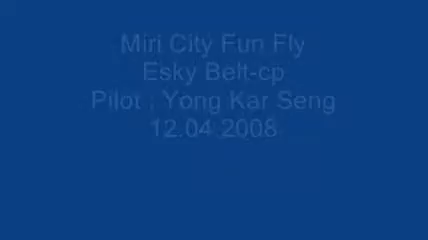 Miri City Fun Fly
Esky Belt-cp
Pilot : Yong Kar Seng
12.04.2008